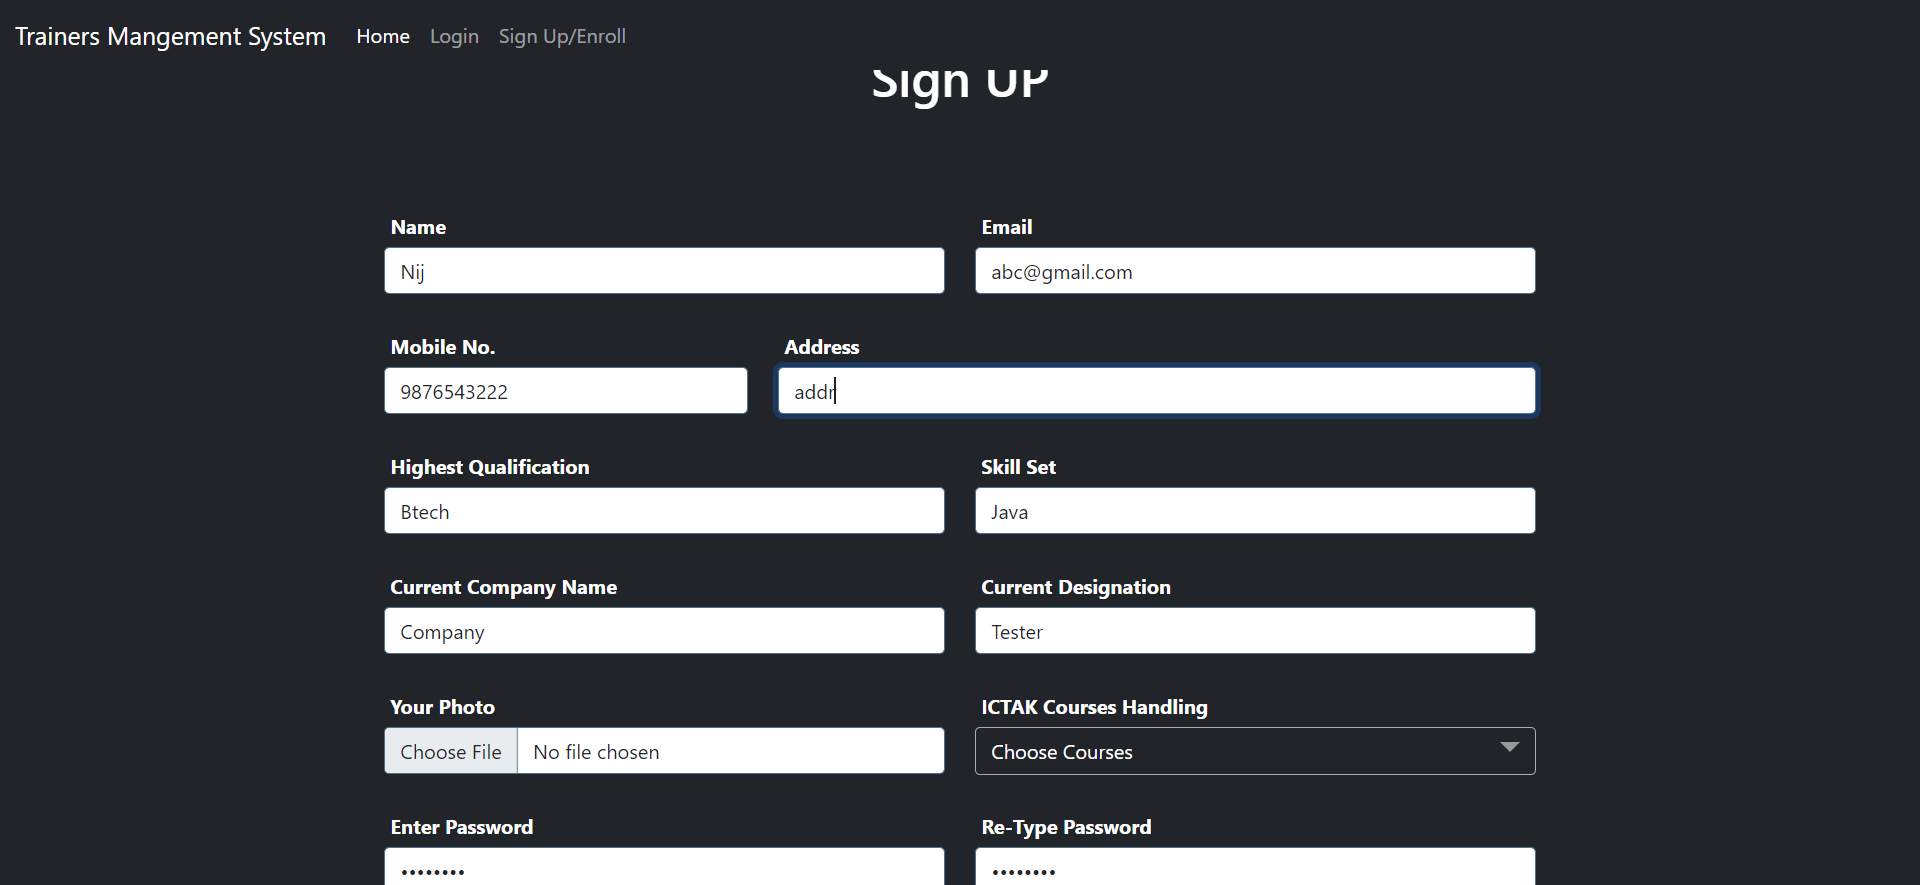 Trainers Mangement System Home Login Sign Up/Enroll
Sign UP
Name Email
Nij abc@gmail.com
Mobile No. Address
9876543222 addr
Highest Qualification Skill Set
Btech Java
Current Company Name Current Designation
Company Tester
Your Photo ICTAK Courses Handling
Choose File No file chosen Choose Courses
Enter Password Re-Type Password
•••••••• ••••••••